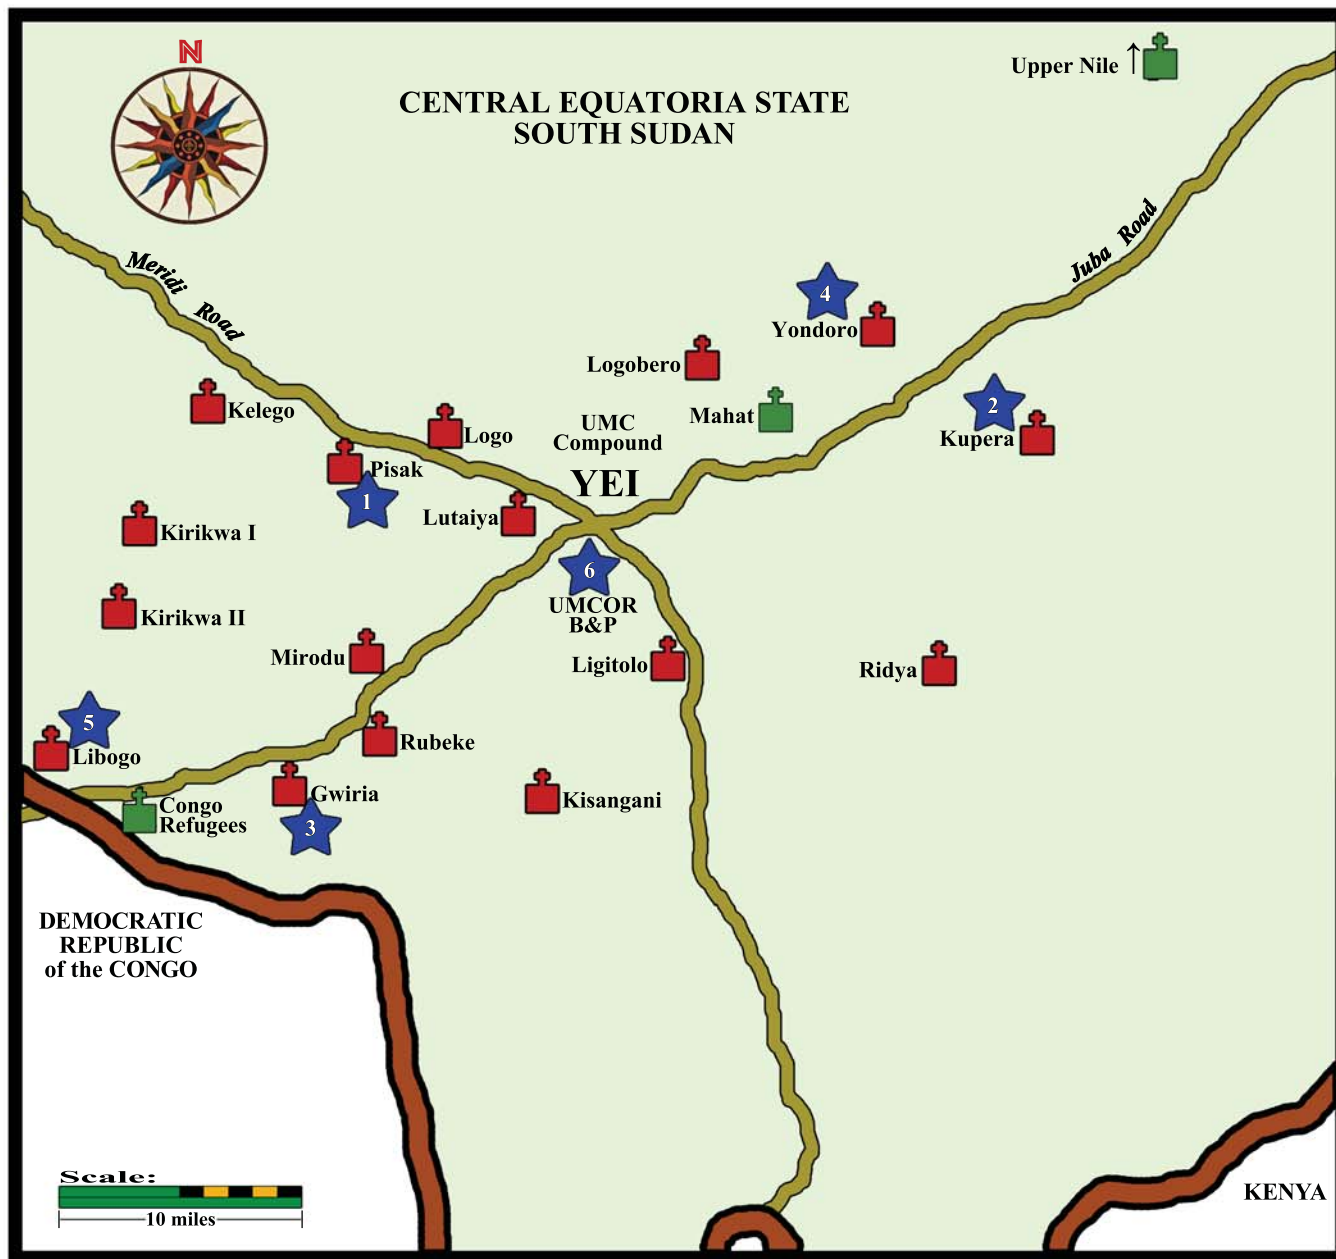 N
Upper Nile ↑
CENTRAL EQUATORIA STATE
SOUTH SUDAN
Juba Road
Meridi Road
4
Yondoro
Logobero
2
Kelego
Mahat
UMC
Compound
Logo
Kupera
Pisak
YEI
1
Lutaiya
Kirikwa I
6
UMCOR
B&P
Kirikwa II
Mirodu
Ligitolo
Ridya
5
Libogo
Rubeke
Gwiria
Kisangani
Congo
Refugees
3
DEMOCRATIC
REPUBLIC
of the CONGO
Scale:
10 miles
KENYA